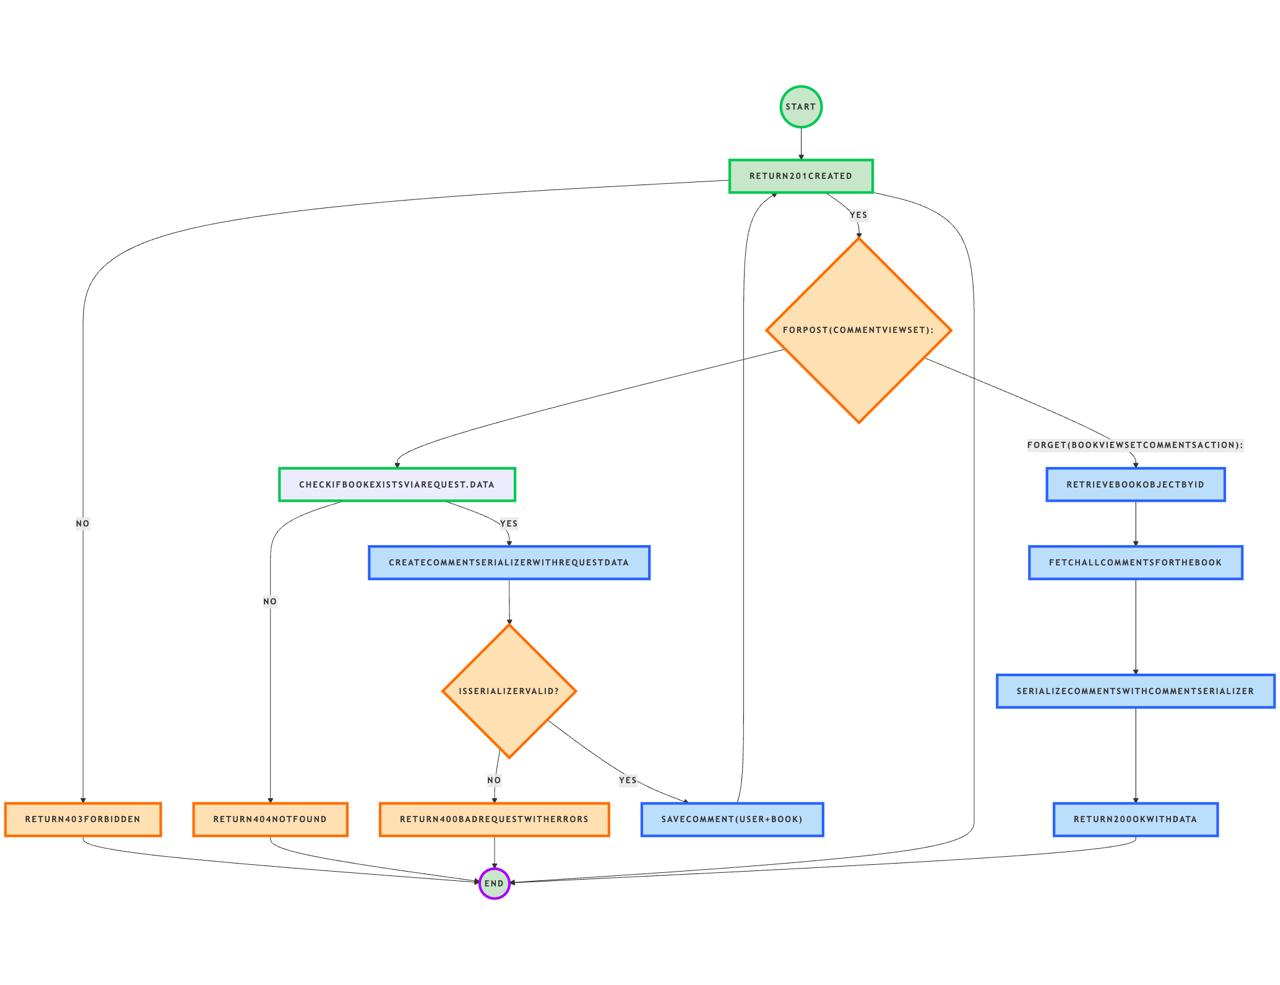 START
RETURN201CREATED
YES
FORPOST(COMMENTVIEWSET):
FORGET(BOOKVIEWSETCOMMENTSACTION):
CHECKIFBOOKEXISTSVIAREQUEST.DATA
RETRIEVEBOOKOBJECTBYID
NO
YES
CREATECOMMENTSERIALIZERWITHREQUESTDATA
FETCHALLCOMMENTSFORTHEBOOK
NO
ISSERIALIZERVALID?
SERIALIZECOMMENTSWITHCOMMENTSERIALIZER
NO
YES
RETURN403FORBIDDEN
RETURN404NOTFOUND
RETURN400BADREQUESTWITHERRORS
SAVECOMMENT(USER+BOOK)
RETURN200OKWITHDATA
END